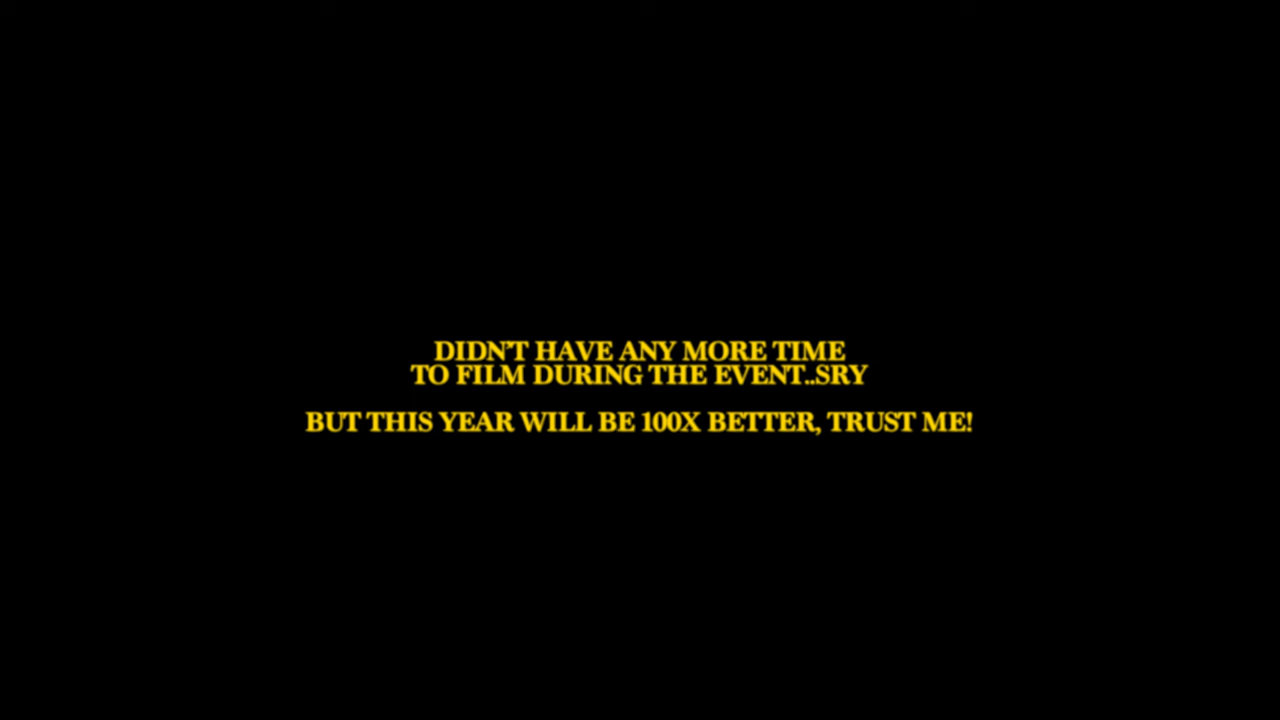 DIDN'T HAVE ANY MORE TIME
TO FILM DURING THE EVENT..SRY
BUT THIS YEAR WILL BE 100X BETTER, TRUST ME!